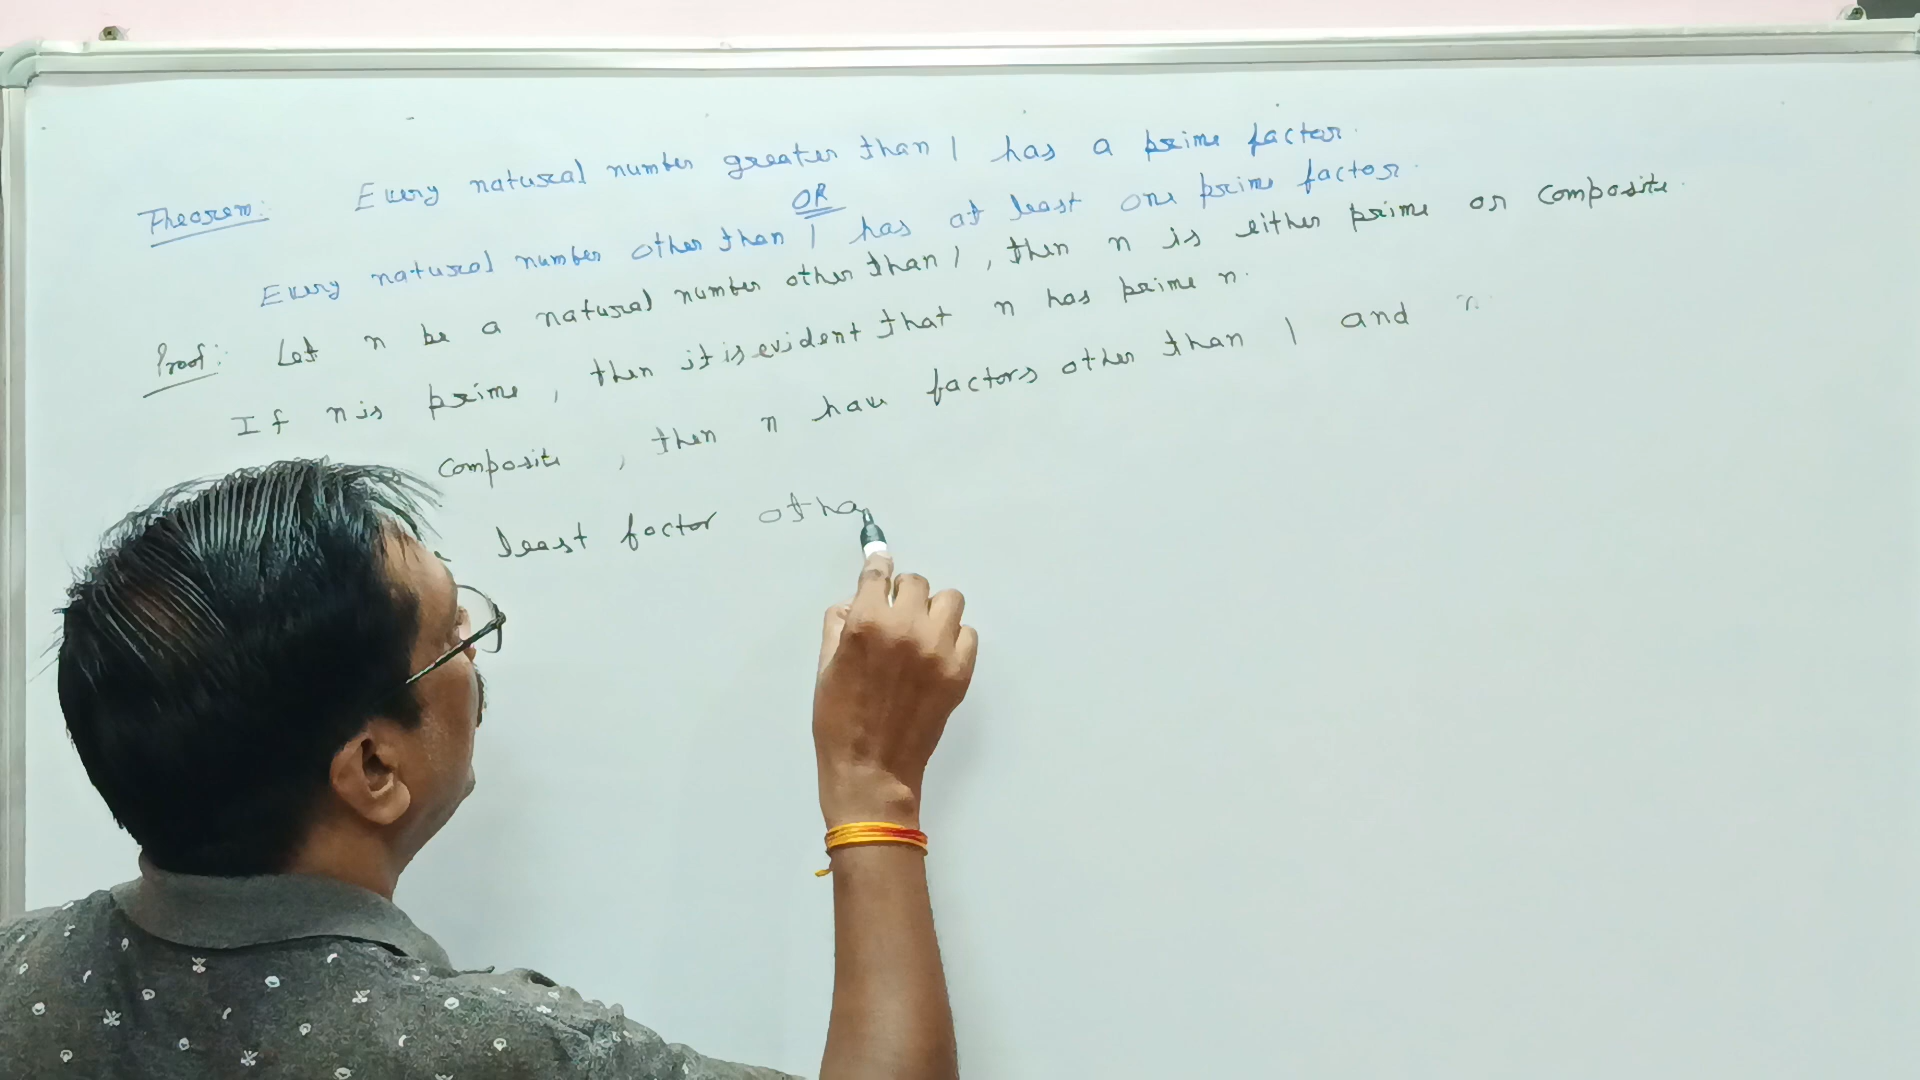 Theorem: Every natural number greater than 1 has a prime factor.
OR
Every natural number other than 1 has at least one prime factor.
Proof: Let n be a natural number other than 1, then n is either prime or composite.
If n is prime, then it is evident that n has prime n.
composite, then n have factors other than 1 and n.
least factor otha